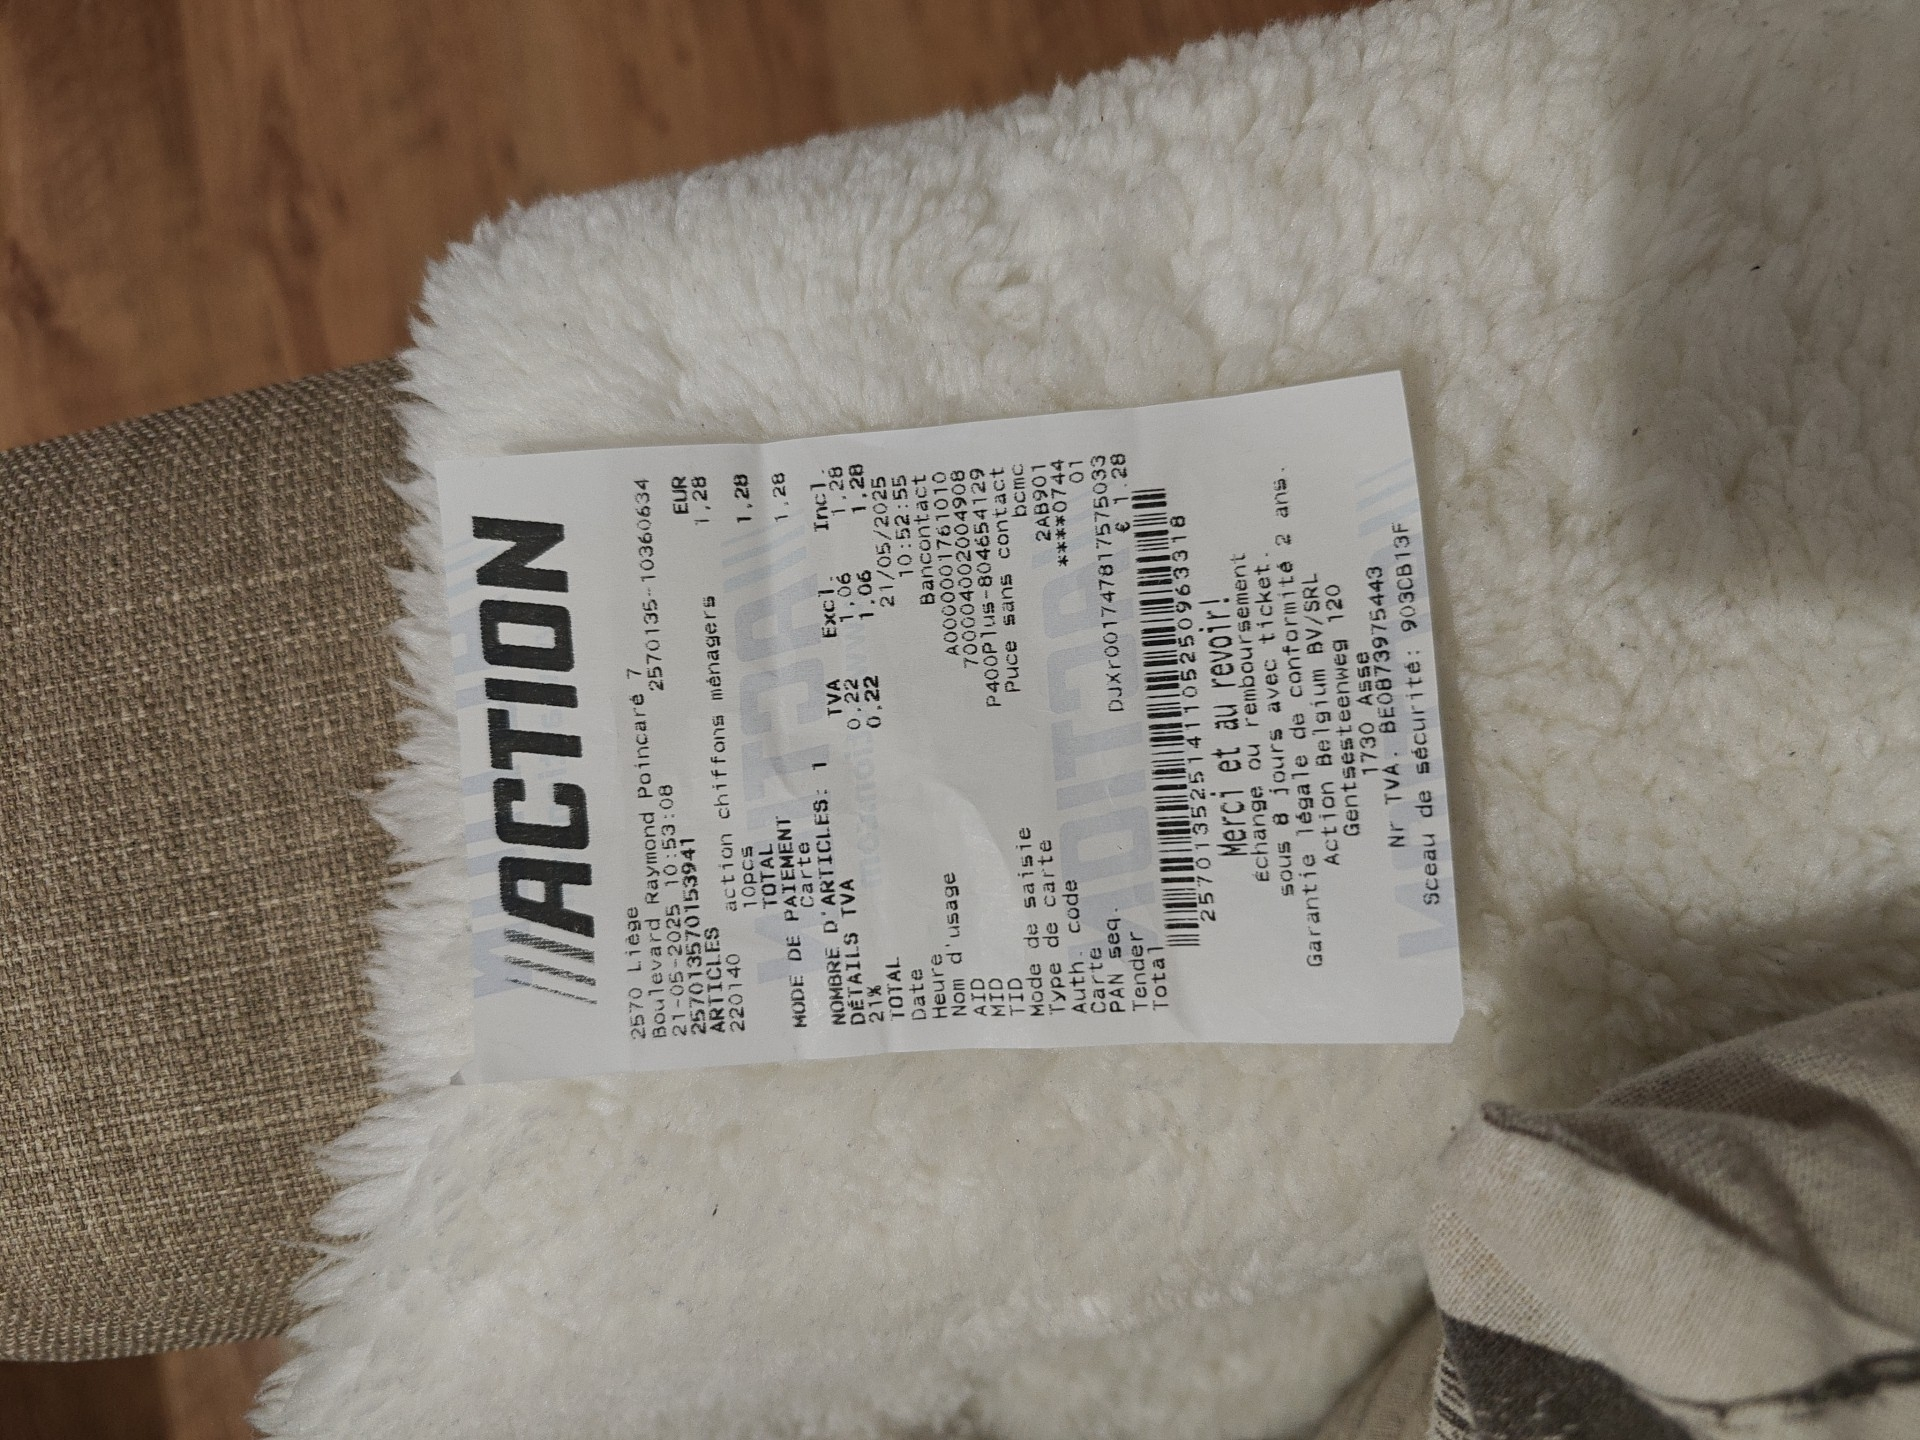 ACTION
2570 Liège
Boulevard Raymond Poincaré 7
21-05-2025 10:53:08 2570135-10360634
257013570153941 EUR
ARTICLES 1,28
220140 action chiffons ménagers
10pcs
TOTAL 1,28
MODE DE PAIEMENT
Carte 1,28
NOMBRE D'ARTICLES: 1
DÉTAILS TVA TVA Excl. Incl.
21% 0,22 1,06 1,28
TOTAL 0,22 1,06 1,28
Date 21/05/2025
Heure 10:52:55
Nom d'usage Bancontact
AID A0000001761010
MID 700040002004908
TID P400Plus-804654129
Mode de saisie Puce sans contact
Type de carte bcmc
Auth. code 2AB901
Carte ****0744
PAN seq. 01
Tender DJXr001747817575033
Total € 1.28
2570135251411052509633​18
Merci et au revoir!
Échange ou remboursement
sous 8 jours avec ticket.
Garantie légale de conformité 2 ans.
Action Belgium BV/SRL
Gentsesteenweg 120
1730 Asse
Nr TVA. BE0873975443
Sceau de sécurité: 903CB13F